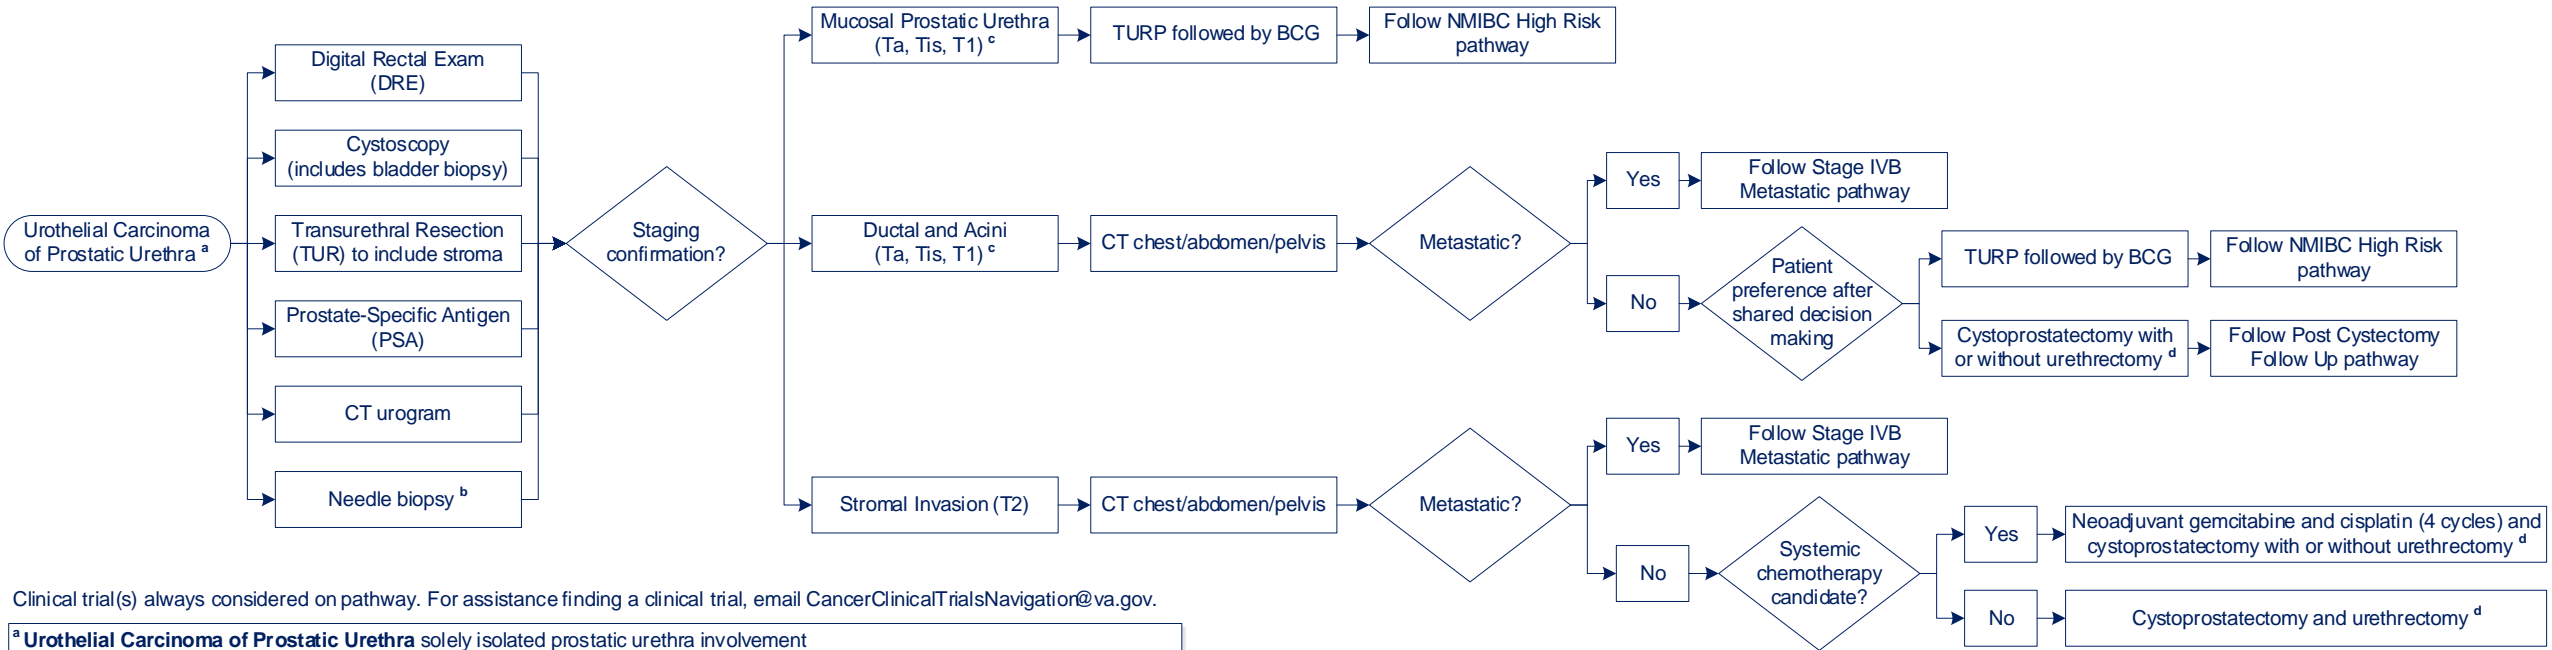 Urothelial Carcinoma
of Prostatic Urethra a
Digital Rectal Exam
(DRE)
Cystoscopy
(includes bladder biopsy)
Transurethral Resection
(TUR) to include stroma
Prostate-Specific Antigen
(PSA)
CT urogram
Needle biopsy b
Staging
confirmation?
Mucosal Prostatic Urethra
(Ta, Tis, T1) c
TURP followed by BCG
Follow NMIBC High Risk
pathway
Ductal and Acini
(Ta, Tis, T1) c
CT chest/abdomen/pelvis
Metastatic?
Yes
Follow Stage IVB
Metastatic pathway
No
Patient
preference after
shared decision
making
TURP followed by BCG
Follow NMIBC High Risk
pathway
Cystoprostatectomy with
or without urethrectomy d
Follow Post Cystectomy
Follow Up pathway
Stromal Invasion (T2)
CT chest/abdomen/pelvis
Metastatic?
Yes
Follow Stage IVB
Metastatic pathway
No
Systemic
chemotherapy
candidate?
Yes
Neoadjuvant gemcitabine and cisplatin (4 cycles) and
cystoprostatectomy with or without urethrectomy d
No
Cystoprostatectomy and urethrectomy d
Clinical trial(s) always considered on pathway. For assistance finding a clinical trial, email CancerClinicalTrialsNavigation@va.gov.
a Urothelial Carcinoma of Prostatic Urethra solely isolated prostatic urethra involvement